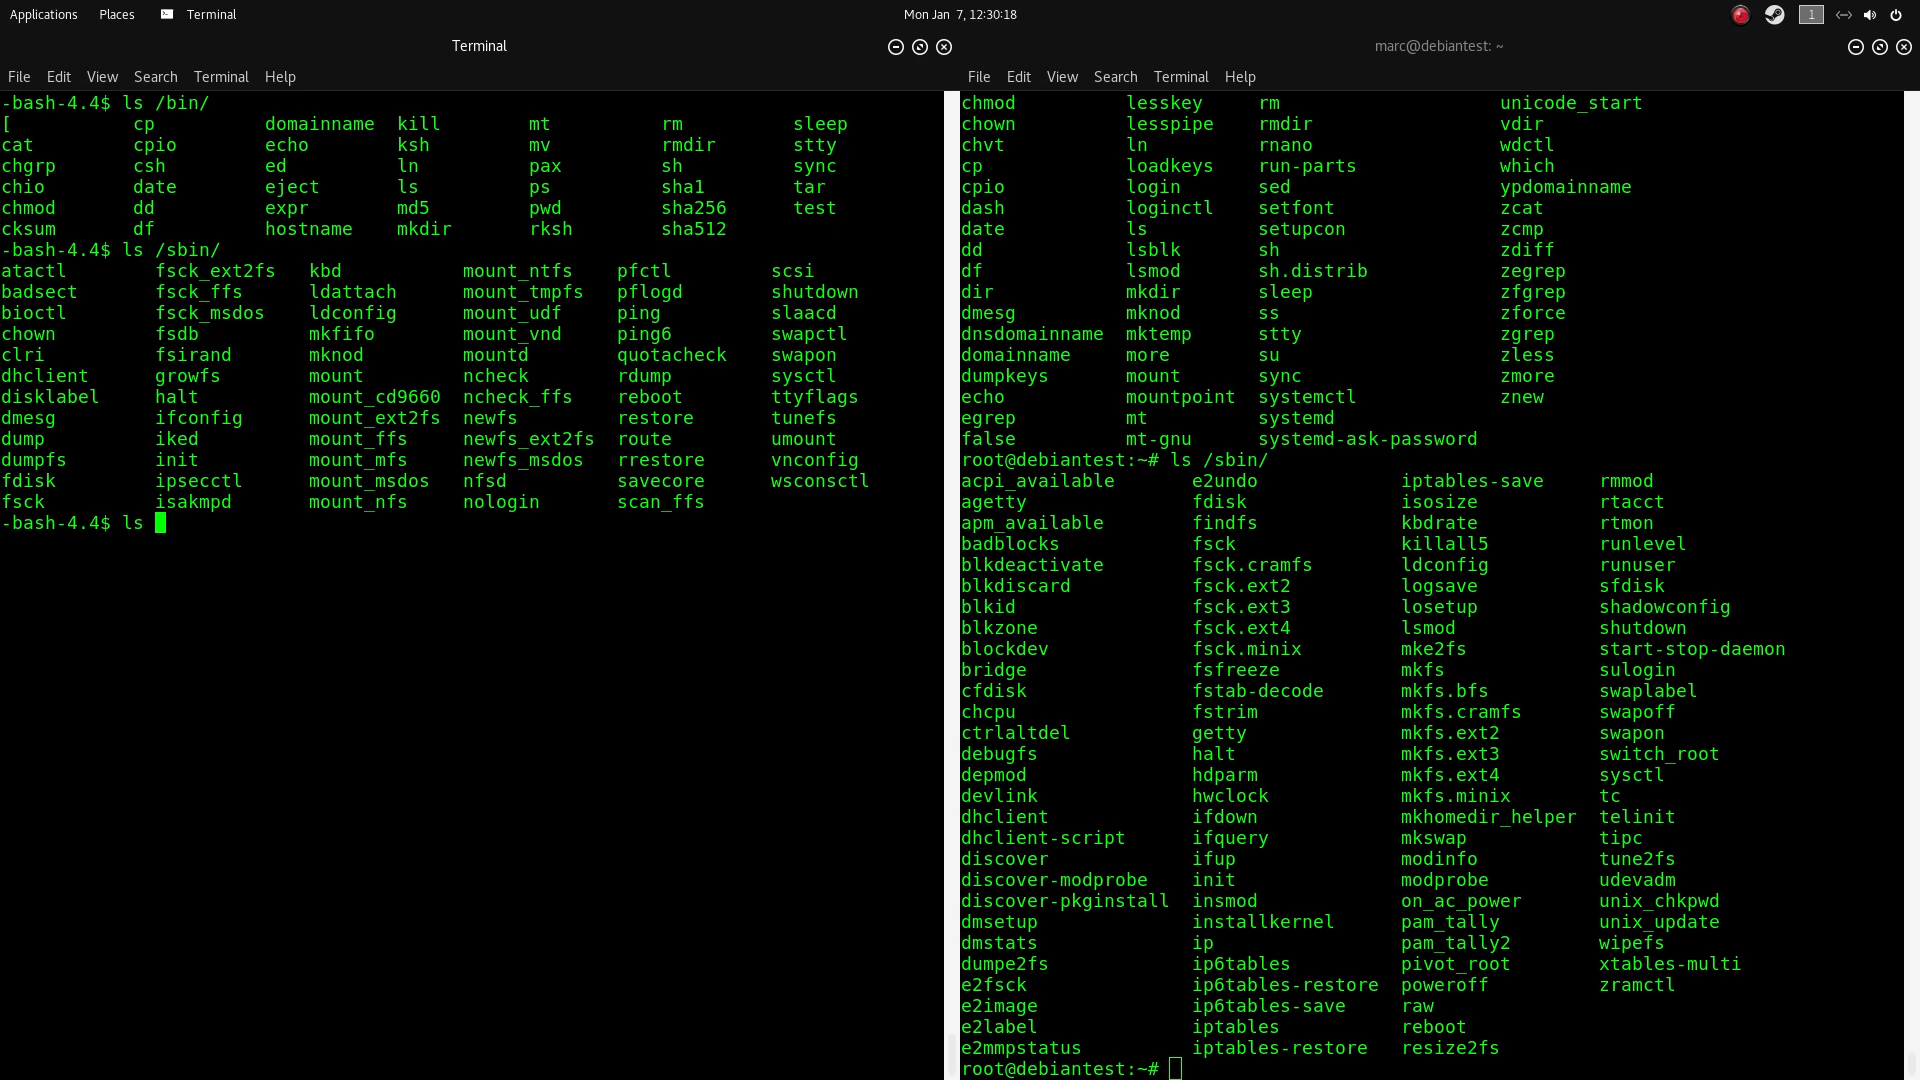 Applications Places Terminal Mon Jan 7, 12:30:18 1
Terminal
File Edit View Search Terminal Help
-bash-4.4$ ls /bin/
[ cp domainname kill mt rm sleep
cat cpio echo ksh mv rmdir stty
chgrp csh ed ln pax sh sync
chio date eject ls ps sha1 tar
chmod dd expr md5 pwd sha256 test
cksum df hostname mkdir rksh sha512
-bash-4.4$ ls /sbin/
atactl fsck_ext2fs kbd mount_ntfs pfctl scsi
badsect fsck_ffs ldattach mount_tmpfs pflogd shutdown
bioctl fsck_msdos ldconfig mount_udf ping slaacd
chown fsdb mkfifo mount_vnd ping6 swapctl
clri fsirand mknod mountd quotacheck swapon
dhclient growfs mount ncheck rdump sysctl
disklabel halt mount_cd9660 ncheck_ffs reboot ttyflags
dmesg ifconfig mount_ext2fs newfs restore tunefs
dump iked mount_ffs newfs_ext2fs route umount
dumpfs init mount_mfs newfs_msdos rrestore vnconfig
fdisk ipsecctl mount_msdos nfsd savecore wsconsctl
fsck isakmpd mount_nfs nologin scan_ffs
-bash-4.4$ ls
marc@debiantest: ~
File Edit View Search Terminal Help
chmod lesskey rm unicode_start
chown lesspipe rmdir vdir
chvt ln rnano wdctl
cp loadkeys run-parts which
cpio login sed ypdomainname
dash loginctl setfont zcat
date ls setupcon zcmp
dd lsblk sh zdiff
df lsmod sh.distrib zegrep
dir mkdir sleep zfgrep
dmesg mknod ss zforce
dnsdomainname mktemp stty zgrep
domainname more su zless
dumpkeys mount sync zmore
echo mountpoint systemctl znew
egrep mt systemd
false mt-gnu systemd-ask-password
root@debiantest:~# ls /sbin/
acpi_available e2undo iptables-save rmmod
agetty fdisk isosize rtacct
apm_available findfs kbdrate rtmon
badblocks fsck killall5 runlevel
blkdeactivate fsck.cramfs ldconfig runuser
blkdiscard fsck.ext2 logsave sfdisk
blkid fsck.ext3 losetup shadowconfig
blkzone fsck.ext4 lsmod shutdown
blockdev fsck.minix mke2fs start-stop-daemon
bridge fsfreeze mkfs sulogin
cfdisk fstab-decode mkfs.bfs swaplabel
chcpu fstrim mkfs.cramfs swapoff
ctrlaltdel getty mkfs.ext2 swapon
debugfs halt mkfs.ext3 switch_root
depmod hdparm mkfs.ext4 sysctl
devlink hwclock mkfs.minix tc
dhclient ifdown mkhomedir_helper telinit
dhclient-script ifquery mkswap tipc
discover ifup modinfo tune2fs
discover-modprobe init modprobe udevadm
discover-pkginstall insmod on_ac_power unix_chkpwd
dmsetup installkernel pam_tally unix_update
dmstats ip pam_tally2 wipefs
dumpe2fs ip6tables pivot_root xtables-multi
e2fsck ip6tables-restore poweroff zramctl
e2image ip6tables-save raw
e2label iptables reboot
e2mmpstatus iptables-restore resize2fs
root@debiantest:~#